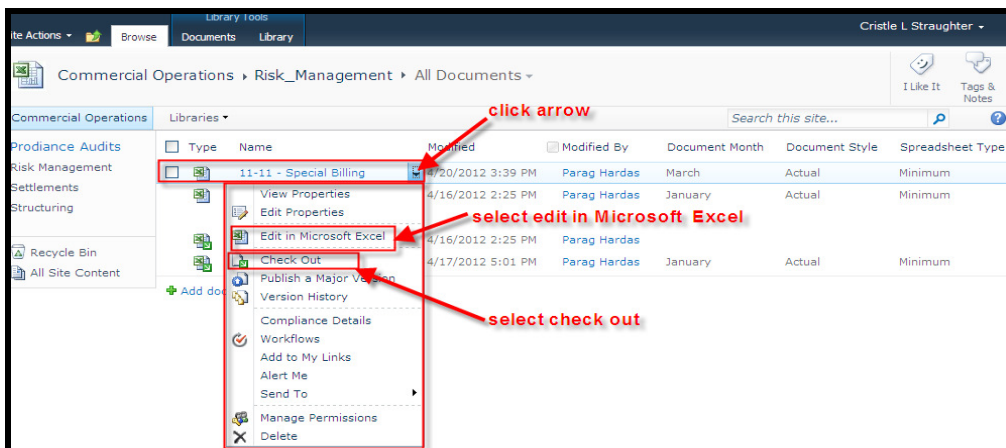 Library Tools
ite Actions
Browse
Documents
Library
Cristle L Straughter
Commercial Operations
Risk_Management
All Documents
I Like It
Tags & Notes
click arrow
Commercial Operations
Libraries
Search this site...
Prodiance Audits
Risk Management
Settlements
Structuring
Recycle Bin
All Site Content
Type Name Modified Modified By Document Month Document Style Spreadsheet Type
11-11 - Special Billing 4/20/2012 3:39 PM Parag Hardas March Actual Minimum
4/16/2012 2:25 PM Parag Hardas January Actual Minimum
4/16/2012 2:25 PM Parag Hardas
4/17/2012 5:01 PM Parag Hardas January Actual Minimum
Add doc
View Properties
Edit Properties
Edit in Microsoft Excel
select edit in Microsoft Excel
Check Out
Publish a Major Version
Version History
select check out
Compliance Details
Workflows
Add to My Links
Alert Me
Send To
Manage Permissions
Delete